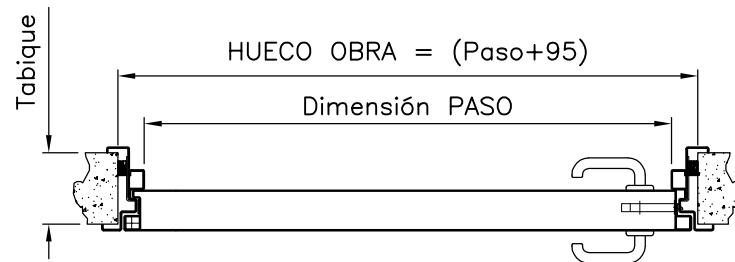 HUECO OBRA = (Paso+95)
Dimensión PASO
Tabique